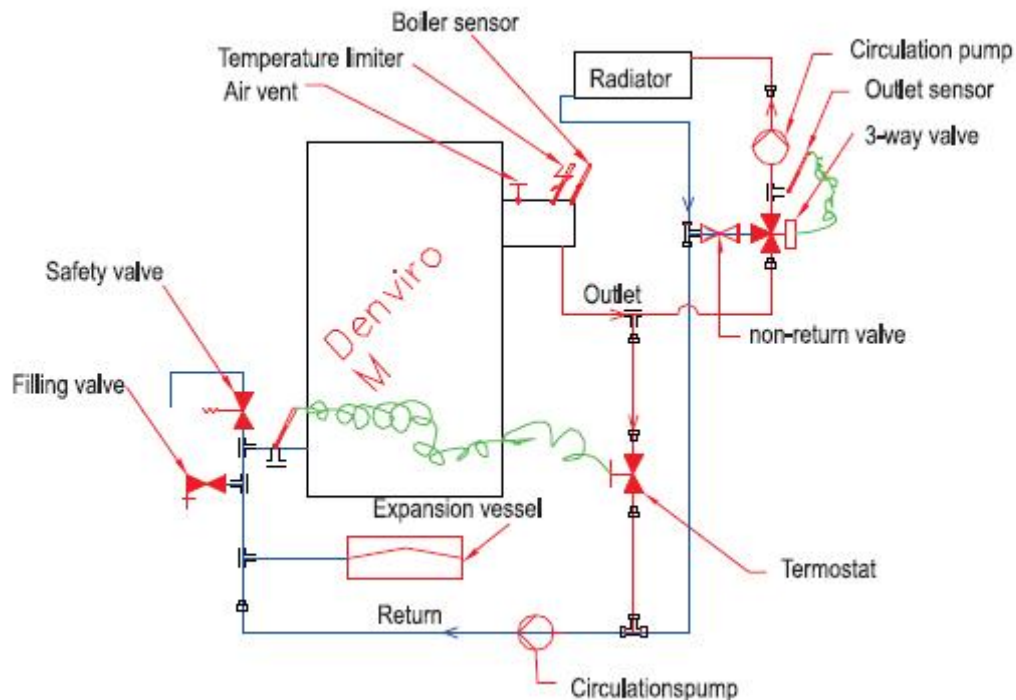 Boiler sensor
Temperature limiter
Air vent
Radiator
Circulation pump
Outlet sensor
3-way valve
Safety valve
Denviro
M
Outlet
non-return valve
Filling valve
Expansion vessel
Termostat
Return
Circulationspump